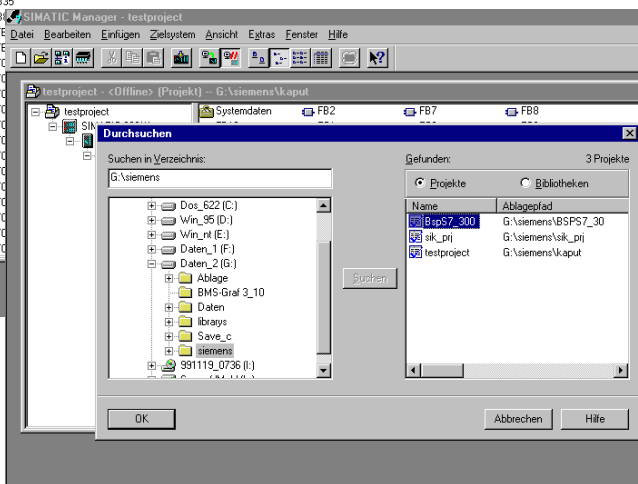 SIMATIC Manager - testproject
Datei Bearbeiten Einfügen Zielsystem Ansicht Extras Fenster Hilfe
testproject - <Offline> (Projekt) -- G:\siemens\kaput
testproject
Systemdaten FB2 FB7 FB8
Durchsuchen
Suchen in Verzeichnis:
G:\siemens
Dos_622 (C:)
Win_95 (D:)
Win_nt (E:)
Daten_1 (F:)
Daten_2 (G:)
Ablage
BMS-Graf 3_10
Daten
librarys
Save_c
siemens
991119_0736 (I:)
Suchen
Gefunden: 3 Projekte
Projekte Bibliotheken
Name Ablagepfad
BspS7_300 G:\siemens\BSPS7_30
sik_prj G:\siemens\sik_prj
testproject G:\siemens\kaput
OK Abbrechen Hilfe